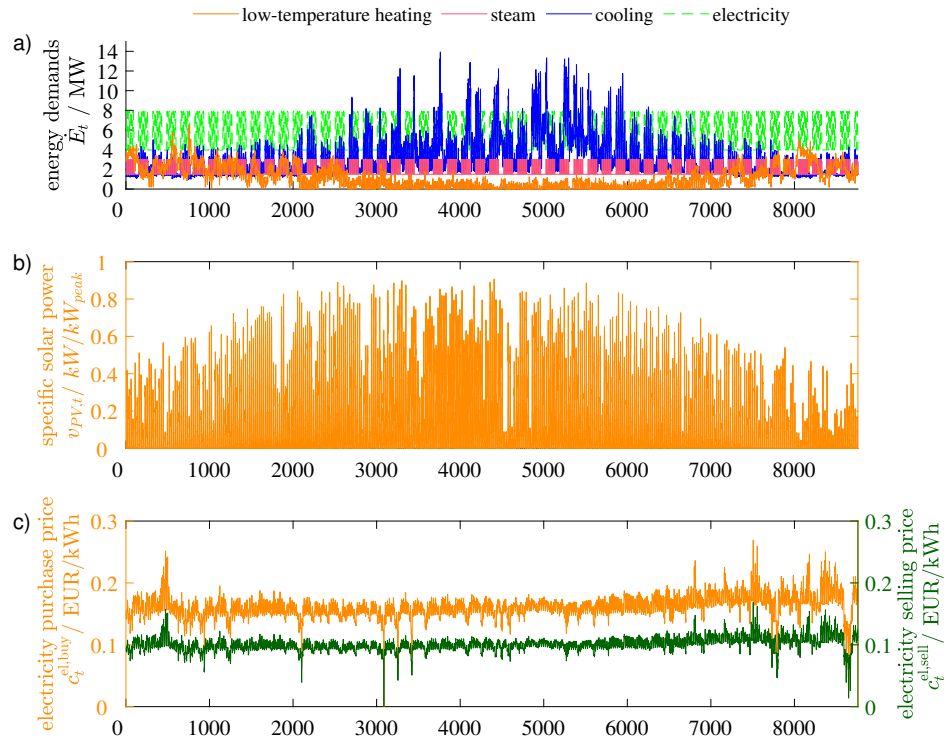 low-temperature heating steam cooling electricity
a)
energy demands
Ė_t / MW
14
12
10
8
6
4
2
0
0 1000 2000 3000 4000 5000 6000 7000 8000
b)
specific solar power
v_{PV,t} / kW/kW_{peak}
1
0.8
0.6
0.4
0.2
0
0 1000 2000 3000 4000 5000 6000 7000 8000
c)
electricity purchase price
c_t^{el,buy} / EUR/kWh
0.3
0.2
0.1
0
0.3
0.2
0.1
0
electricity selling price
c_t^{el,sell} / EUR/kWh
0 1000 2000 3000 4000 5000 6000 7000 8000